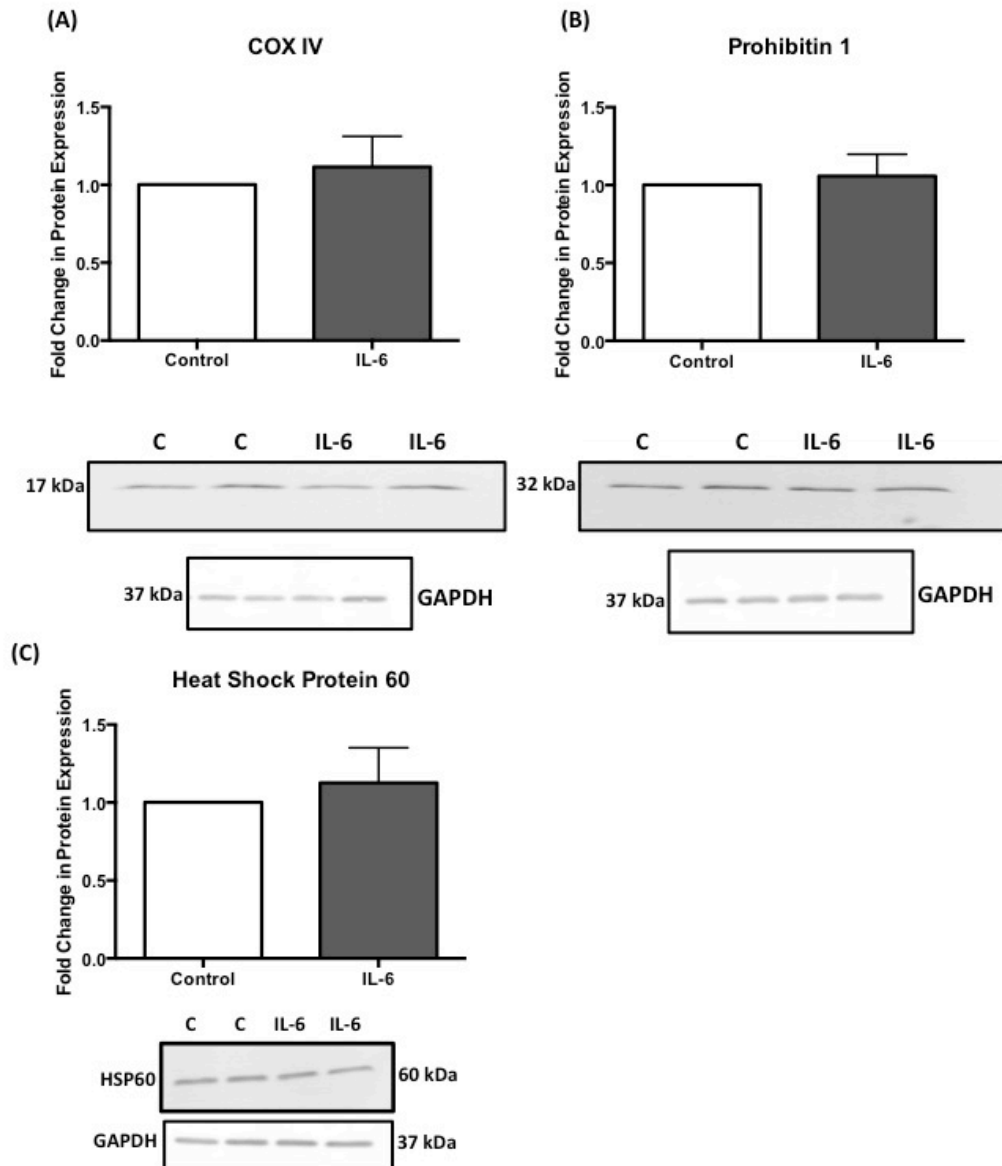 (A)
COX IV
Fold Change in Protein Expression
1.5
1.0
0.5
0.0
Control IL-6
C C IL-6 IL-6
17 kDa
37 kDa GAPDH
(B)
Prohibitin 1
Fold Change in Protein Expression
1.5
1.0
0.5
0.0
Control IL-6
C C IL-6 IL-6
32 kDa
37 kDa GAPDH
(C)
Heat Shock Protein 60
Fold Change in Protein Expression
1.5
1.0
0.5
0.0
Control IL-6
C C IL-6 IL-6
HSP60 60 kDa
GAPDH 37 kDa